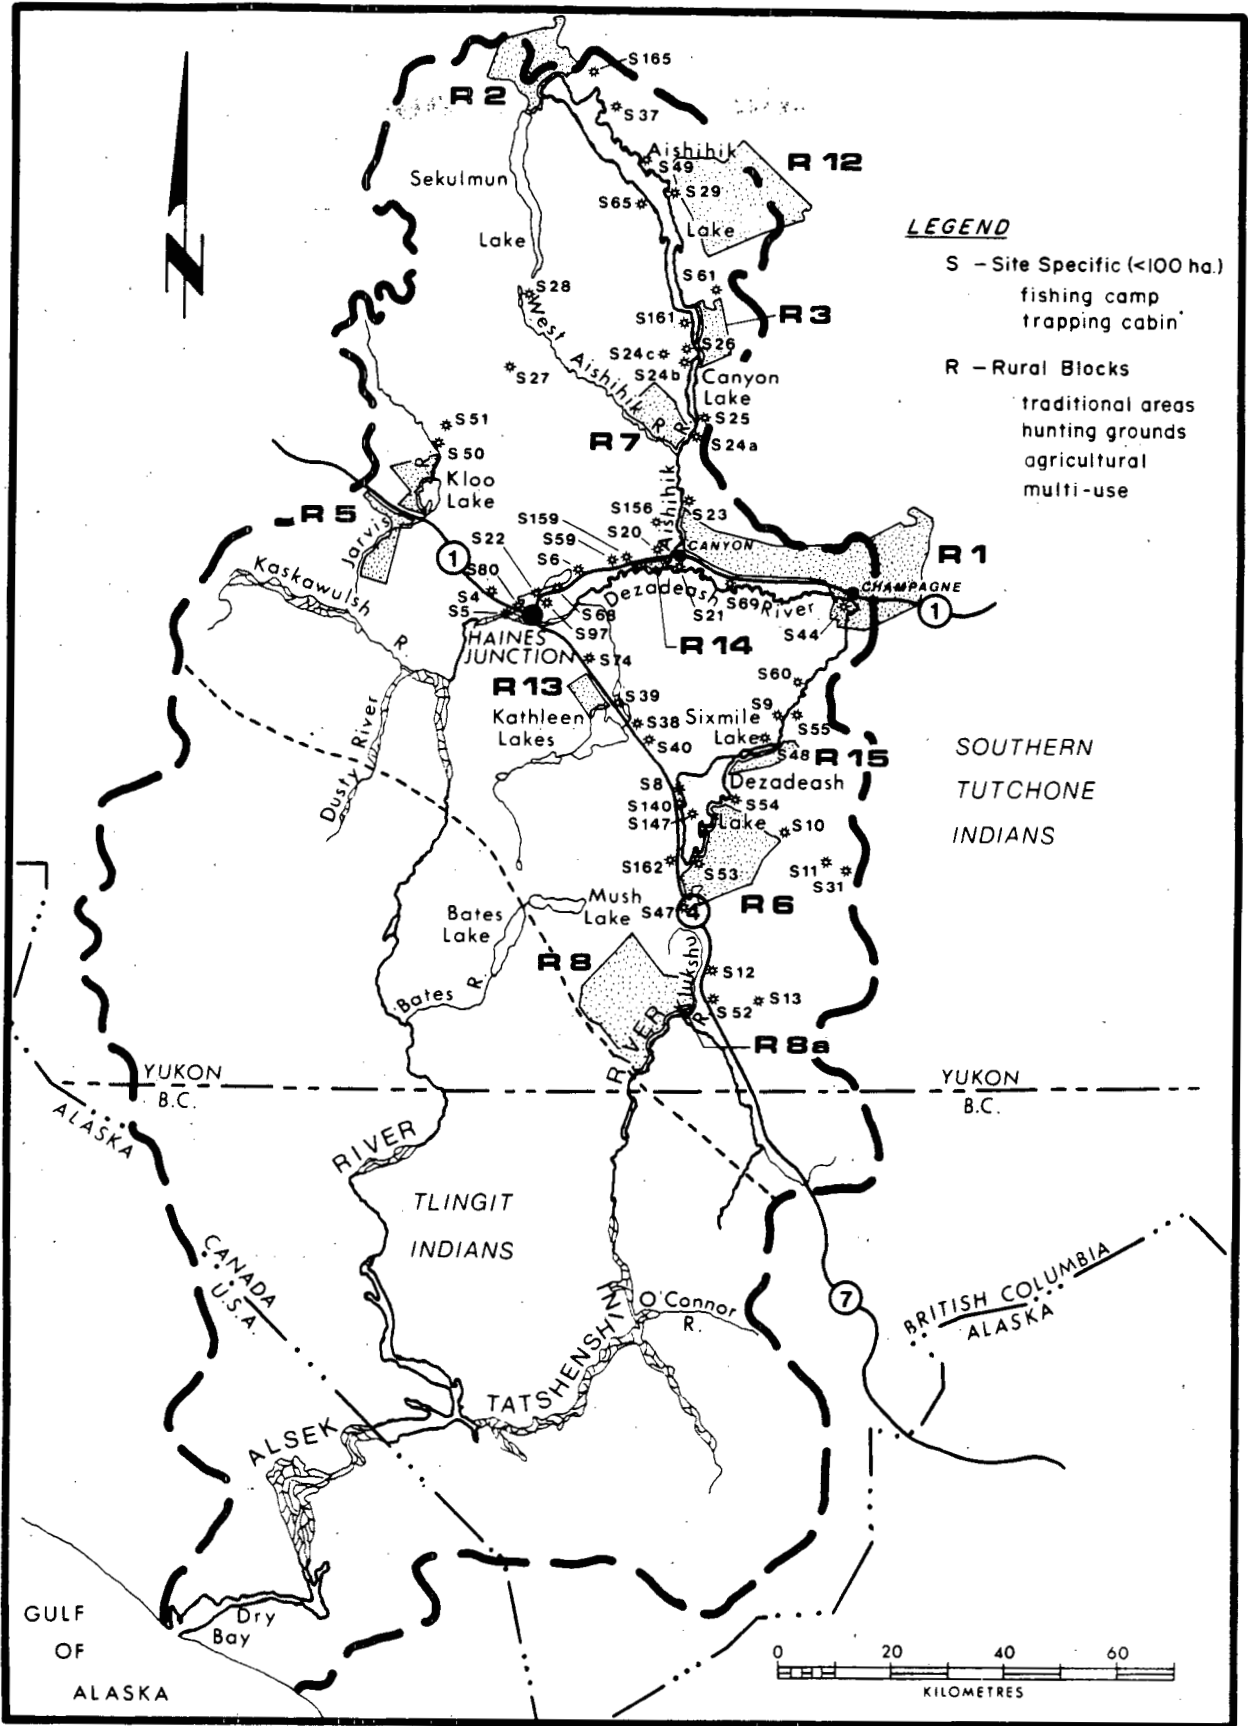 S165
R 2
S37
Aishihik
S49
R 12
Sekulmun
S29
S65
Lake
Lake
LEGEND
S – Site Specific (<100 ha.)
fishing camp
trapping cabin
S61
S28
R 3
S161
West Aishihik R
S26
S24c
S24b
S27
Canyon
Lake
R – Rural Blocks
traditional areas
hunting grounds
agricultural
multi-use
S25
S51
R 7
R
S24a
S50
R
Kloo
Lake
Aishihik
S23
S156
R 5
S159
S20
Jarvis
S22
S59
CANYON
R 1
1
S6
S80
Kaskawulsh
R.
S4
CHAMPAGNE
S5
S68
Dezadeash River
S69
1
S97
S21
S44
HAINES
JUNCTION
R 14
S74
S60
R 13
S39
S9
Kathleen
Lakes
S38
Sixmile
Lake
S55
S40
S48
R 15
SOUTHERN
TUTCHONE
INDIANS
Dusty River
S8
Dezadeash
S140
S54
S147
Lake
S10
S162
S53
S11
S31
Mush
Lake
R 6
Bates
Lake
S47
4
R 8
Klukshu
R
S12
Bates R.
S13
S52
RIVER
R 8a
YUKON
B.C.
YUKON
B.C.
ALASKA
RIVER
TLINGIT
INDIANS
CANADA
U.S.A.
BRITISH COLUMBIA
ALASKA
7
O'Connor
R.
TATSHENSHINI
ALSEK
GULF
OF
ALASKA
Dry
Bay
0 20 40 60
KILOMETRES
N